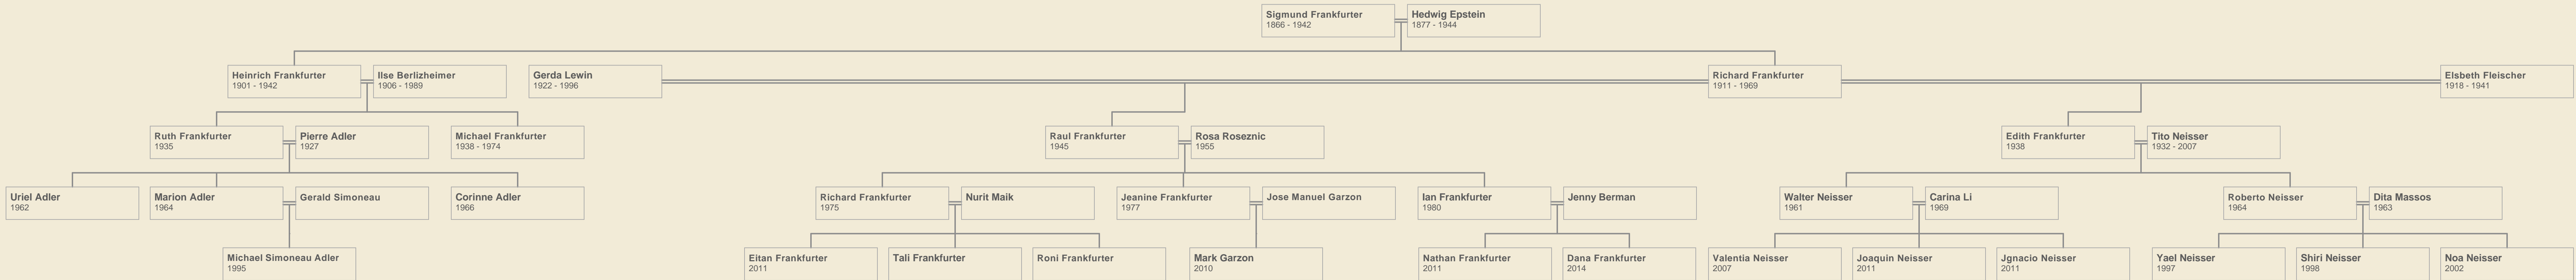 Sigmund Frankfurter
1866 - 1942
Hedwig Epstein
1877 - 1944
Heinrich Frankfurter
1901 - 1942
Ilse Berlizheimer
1906 - 1989
Gerda Lewin
1922 - 1996
Richard Frankfurter
1911 - 1969
Elsbeth Fleischer
1918 - 1941
Ruth Frankfurter
1935
Pierre Adler
1927
Michael Frankfurter
1938 - 1974
Raul Frankfurter
1945
Rosa Roseznic
1955
Edith Frankfurter
1938
Tito Neisser
1932 - 2007
Uriel Adler
1962
Marion Adler
1964
Gerald Simoneau
Corinne Adler
1966
Richard Frankfurter
1975
Nurit Maik
Jeanine Frankfurter
1977
Jose Manuel Garzon
Ian Frankfurter
1980
Jenny Berman
Walter Neisser
1961
Carina Li
1969
Roberto Neisser
1964
Dita Massos
1963
Michael Simoneau Adler
1995
Eitan Frankfurter
2011
Tali Frankfurter
Roni Frankfurter
Mark Garzon
2010
Nathan Frankfurter
2011
Dana Frankfurter
2014
Valentia Neisser
2007
Joaquin Neisser
2011
Jgnacio Neisser
2011
Yael Neisser
1997
Shiri Neisser
1998
Noa Neisser
2002